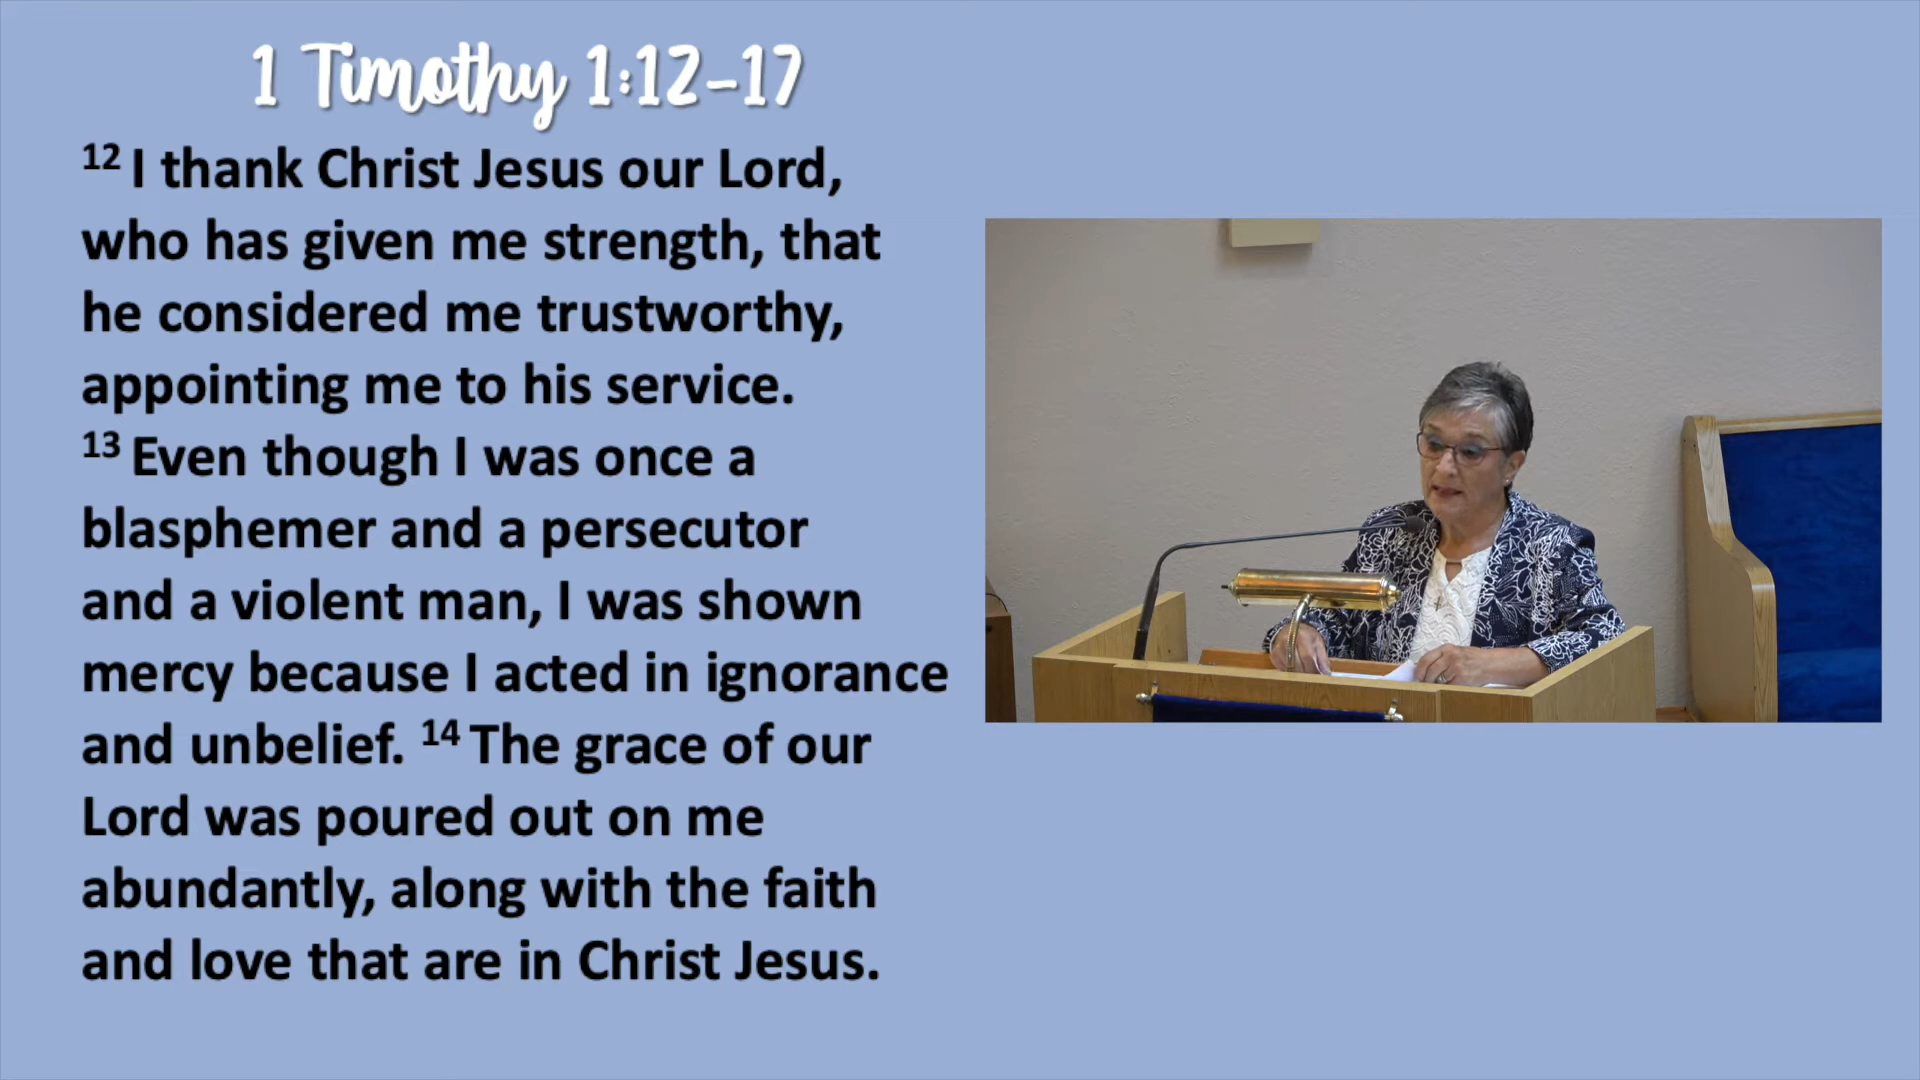 1 Timothy 1:12-17
12 I thank Christ Jesus our Lord,
who has given me strength, that
he considered me trustworthy,
appointing me to his service.
13 Even though I was once a
blasphemer and a persecutor
and a violent man, I was shown
mercy because I acted in ignorance
and unbelief. 14 The grace of our
Lord was poured out on me
abundantly, along with the faith
and love that are in Christ Jesus.